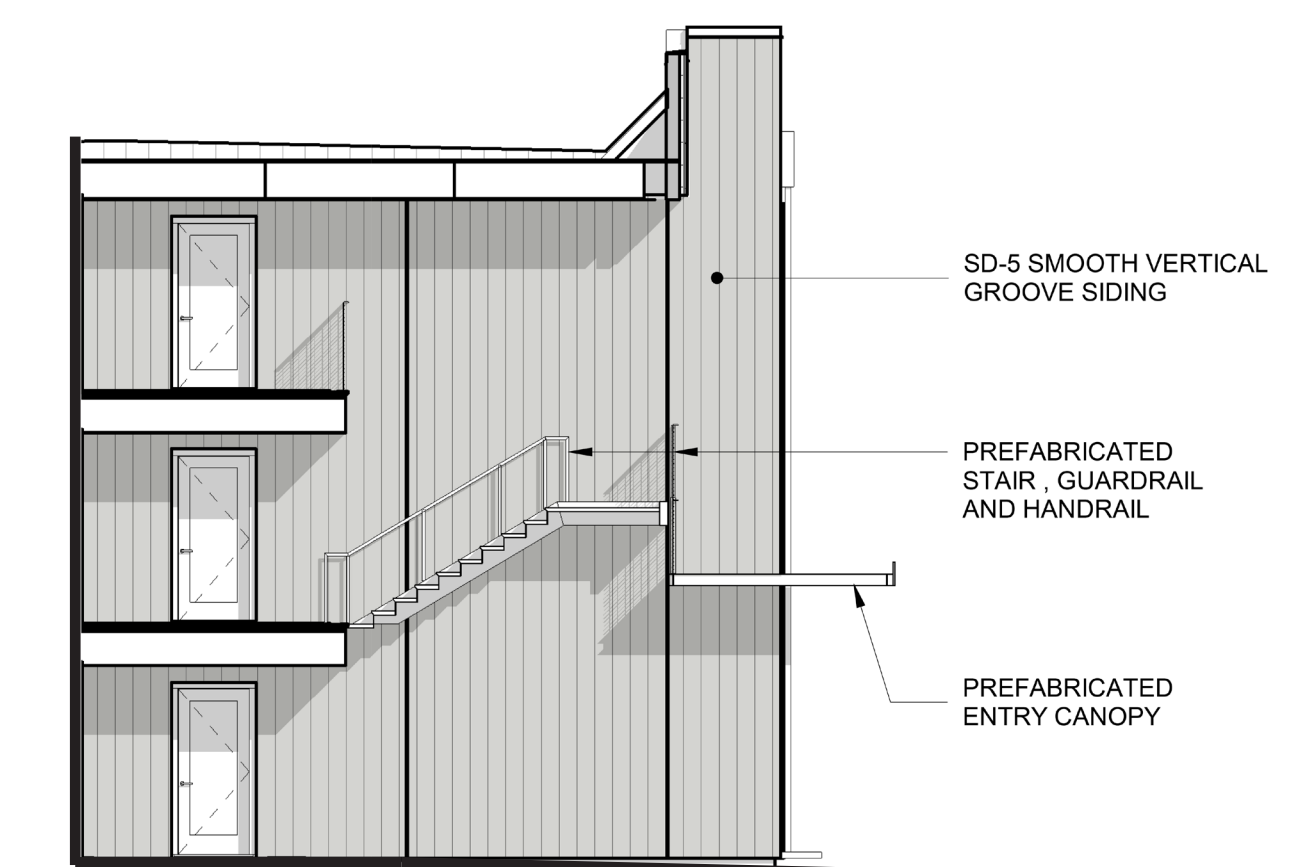 SD-5 SMOOTH VERTICAL
GROOVE SIDING
PREFABRICATED
STAIR , GUARDRAIL
AND HANDRAIL
PREFABRICATED
ENTRY CANOPY